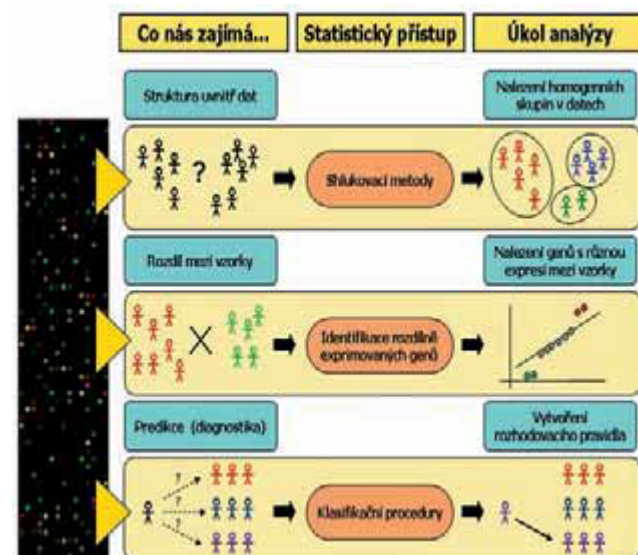 Co nás zajímá...
Statistický přístup
Úkol analýzy
Struktura uvnitř dat
Nalezení homogenních
skupin v datech
?
Shlukovací metody
Rozdíl mezi vzorky
Nalezení genů s různou
expresí mezi vzorky
Identifikace rozdílně
exprimovaných genů
Predikce (diagnostika)
Vytvoření
rozhodovacího pravidla
?
?
?
Klasifikační procedury